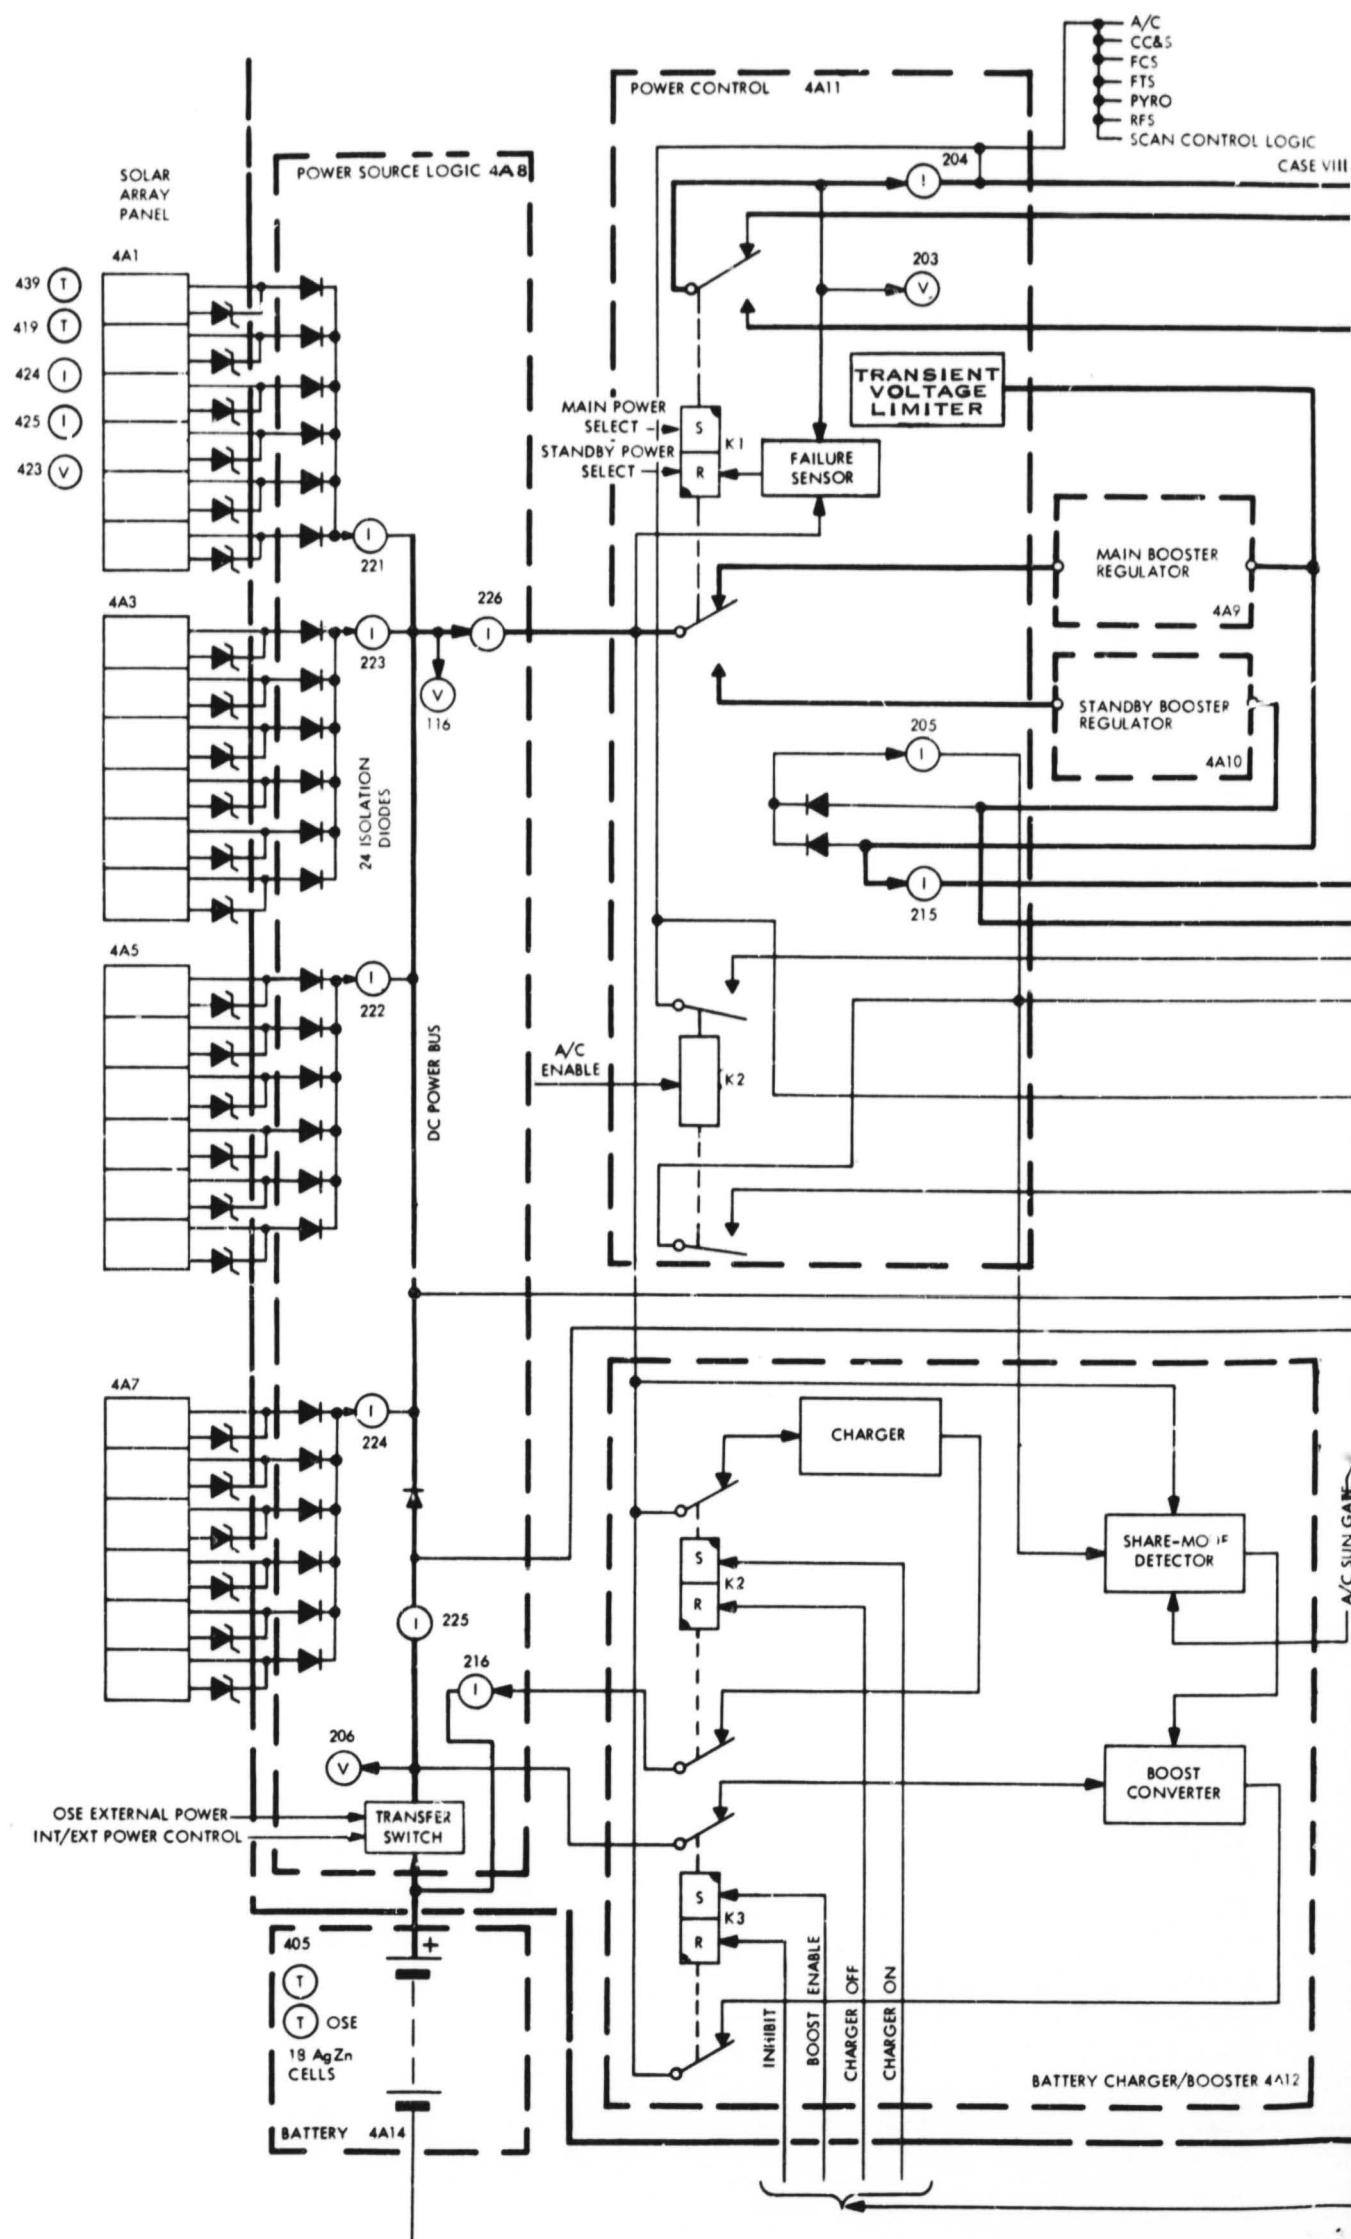 A/C
CC&S
FCS
FTS
PYRO
RFS
SCAN CONTROL LOGIC
CASE VIII
POWER CONTROL 4A11
204
POWER SOURCE LOGIC 4A8
SOLAR
ARRAY
PANEL
4A1
439 T
419 T
424 I
425 I
423 V
I
I
221
203
V
TRANSIENT
VOLTAGE
LIMITER
MAIN POWER
SELECT
STANDBY POWER
SELECT
S
R
K1
FAILURE
SENSOR
MAIN BOOSTER
REGULATOR
4A9
4A3
I
223
226
I
V
116
24 ISOLATION
DIODES
STANDBY BOOSTER
REGULATOR
4A10
205
I
I
215
4A5
I
222
DC POWER BUS
A/C
ENABLE
K2
4A7
I
224
CHARGER
S
R
K2
SHARE-MODE
DETECTOR
A/C SUN GATE
I
225
216
I
206
V
OSE EXTERNAL POWER
INT/EXT POWER CONTROL
TRANSFER
SWITCH
BOOST
CONVERTER
S
R
K3
INHIBIT
BOOST ENABLE
CHARGER OFF
CHARGER ON
BATTERY CHARGER/BOOSTER 4A12
405
T
T OSE
18 AgZn
CELLS
+
BATTERY 4A14